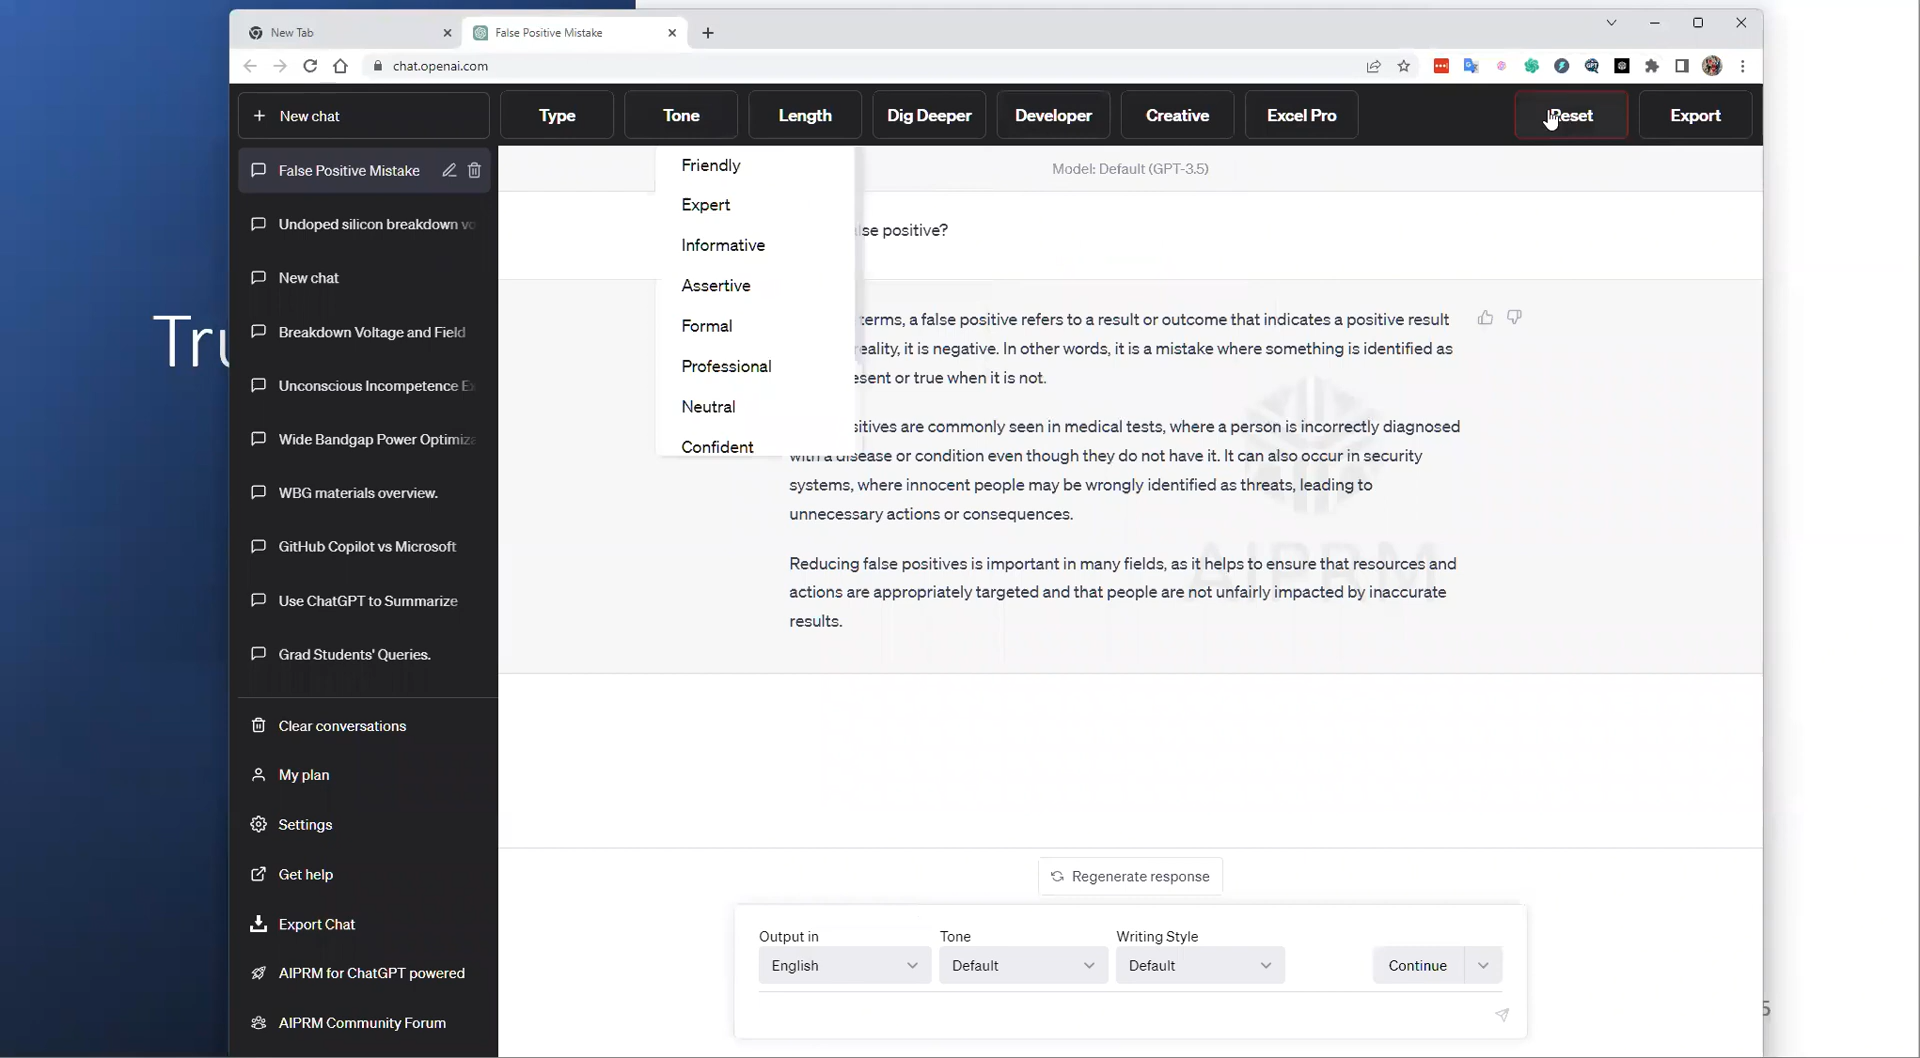 New Tab
False Positive Mistake
chat.openai.com
New chat
Type
Tone
Length
Dig Deeper
Developer
Creative
Excel Pro
Reset
Export
False Positive Mistake
Undoped silicon breakdown vo
New chat
Breakdown Voltage and Field
Unconscious Incompetence E
Wide Bandgap Power Optimiz
WBG materials overview.
GitHub Copilot vs Microsoft
Use ChatGPT to Summarize
Grad Students' Queries.
Clear conversations
My plan
Settings
Get help
Export Chat
AIPRM for ChatGPT powered
AIPRM Community Forum
Tru
Friendly
Expert
Informative
Assertive
Formal
Professional
Neutral
Confident
Model: Default (GPT-3.5)
lse positive?
terms, a false positive refers to a result or outcome that indicates a positive result
reality, it is negative. In other words, it is a mistake where something is identified as
esent or true when it is not.
sitives are commonly seen in medical tests, where a person is incorrectly diagnosed
with a disease or condition even though they do not have it. It can also occur in security
systems, where innocent people may be wrongly identified as threats, leading to
unnecessary actions or consequences.
Reducing false positives is important in many fields, as it helps to ensure that resources and
actions are appropriately targeted and that people are not unfairly impacted by inaccurate
results.
AIPRM
Regenerate response
Output in
Tone
Writing Style
English
Default
Default
Continue
5